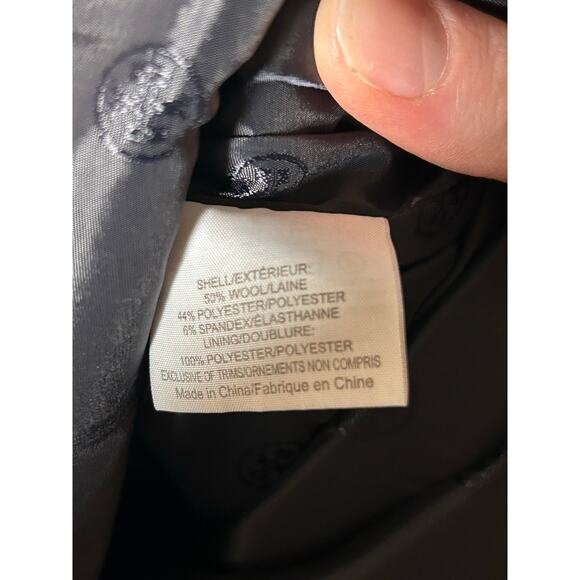 SHELL/EXTÉRIEUR:
50% WOOL/LAINE
44% POLYESTER/POLYESTER
6% SPANDEX/ÉLASTHANNE
LINING/DOUBLURE:
100% POLYESTER/POLYESTER
EXCLUSIVE OF TRIMS/ORNEMENTS NON COMPRIS
Made in China/Fabrique en Chine